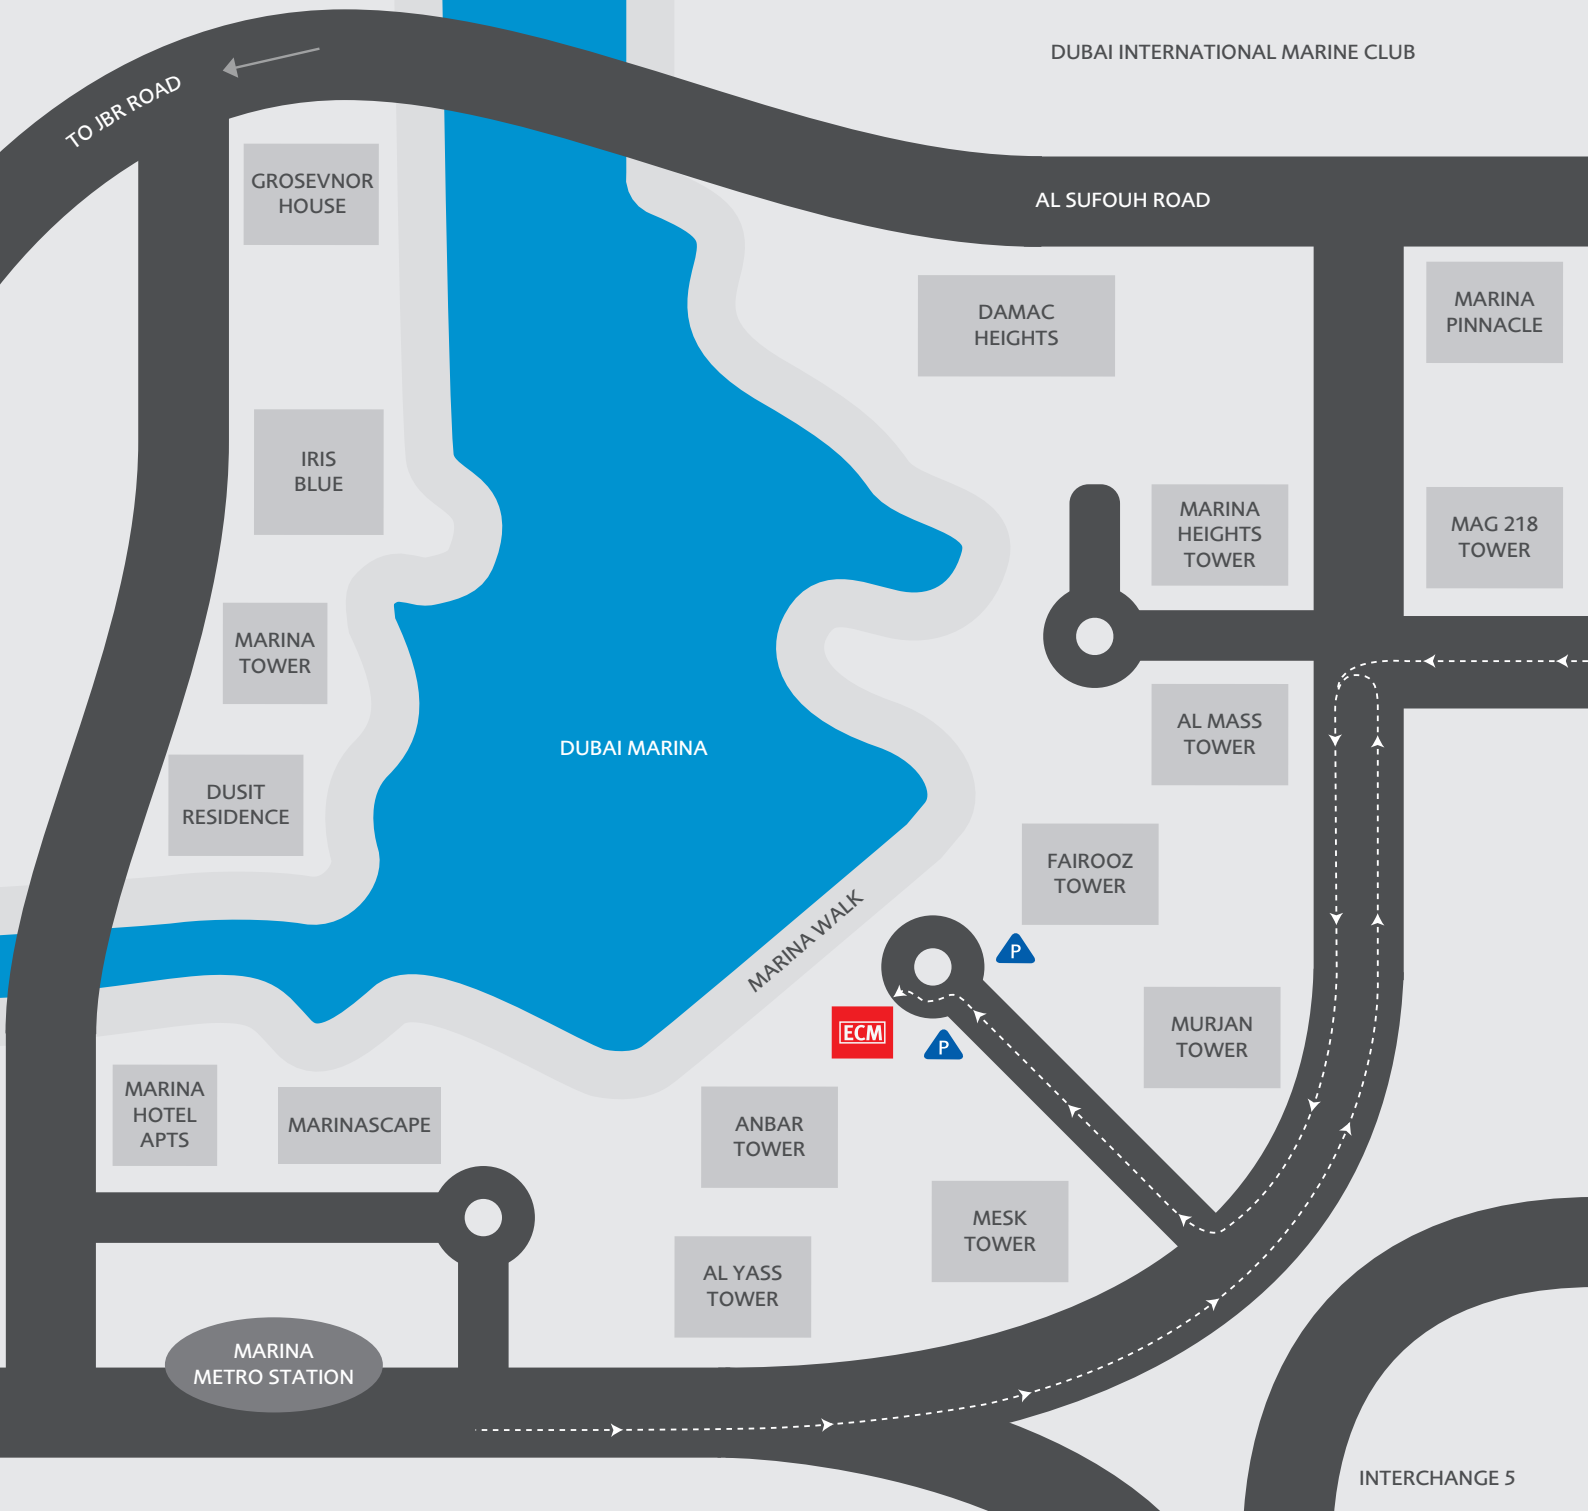 DUBAI INTERNATIONAL MARINE CLUB
TO JBR ROAD
GROSEVNOR
HOUSE
AL SUFOUH ROAD
DAMAC
HEIGHTS
MARINA
PINNACLE
IRIS
BLUE
MARINA
HEIGHTS
TOWER
MAG 218
TOWER
MARINA
TOWER
AL MASS
TOWER
DUBAI MARINA
DUSIT
RESIDENCE
FAIROOZ
TOWER
MARINA WALK
P
ECM
P
MURJAN
TOWER
MARINA
HOTEL
APTS
MARINASCAPE
ANBAR
TOWER
MESK
TOWER
AL YASS
TOWER
MARINA
METRO STATION
INTERCHANGE 5